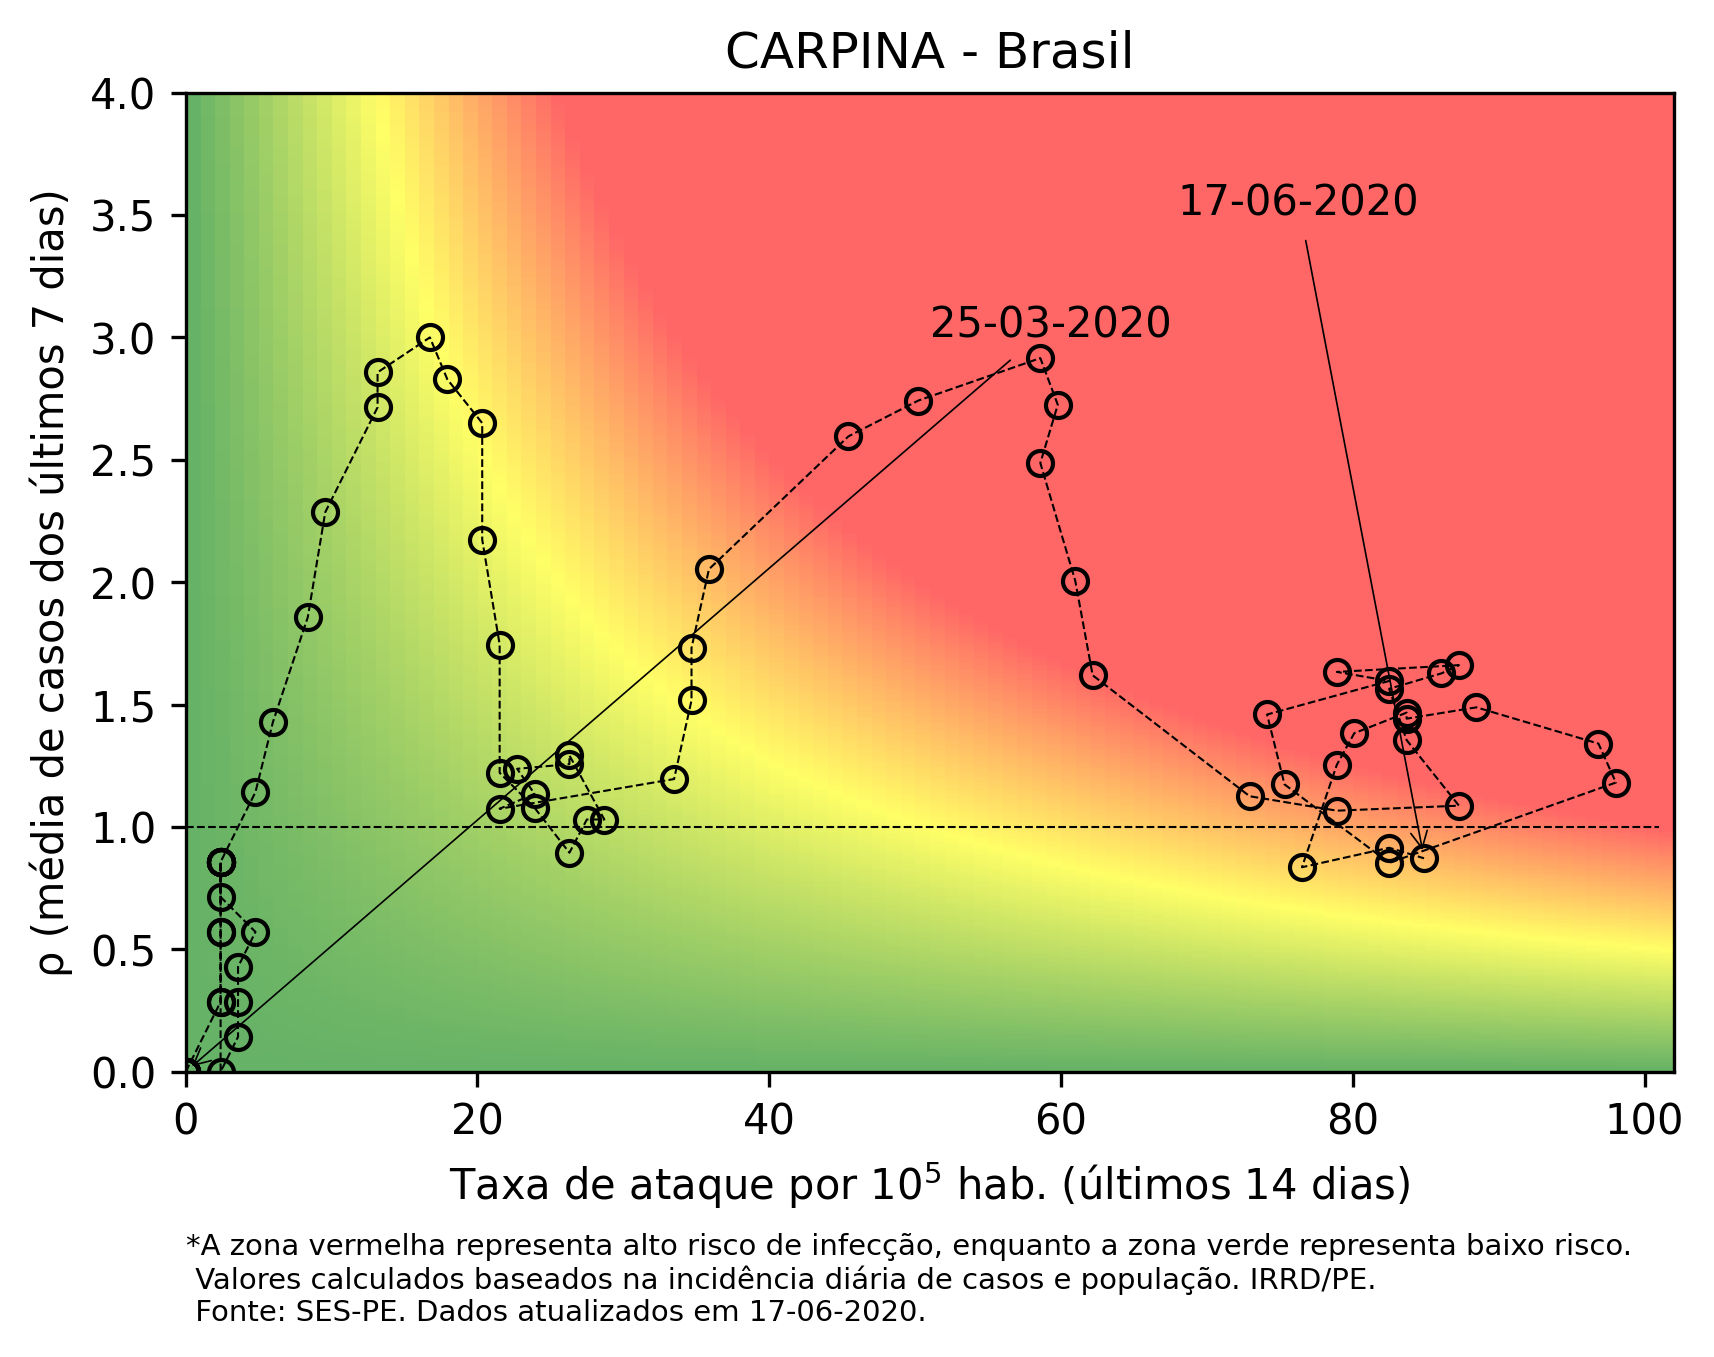 CARPINA - Brasil
4.0
3.5
3.0
2.5
2.0
1.5
1.0
0.5
0.0
ρ (média de casos dos últimos 7 dias)
17-06-2020
25-03-2020
0 20 40 60 80 100
Taxa de ataque por 10⁵ hab. (últimos 14 dias)
*A zona vermelha representa alto risco de infecção, enquanto a zona verde representa baixo risco.
Valores calculados baseados na incidência diária de casos e população. IRRD/PE.
Fonte: SES-PE. Dados atualizados em 17-06-2020.